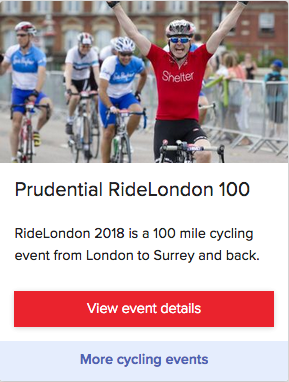 Shelter
Prudential RideLondon 100
RideLondon 2018 is a 100 mile cycling
event from London to Surrey and back.
View event details
More cycling events